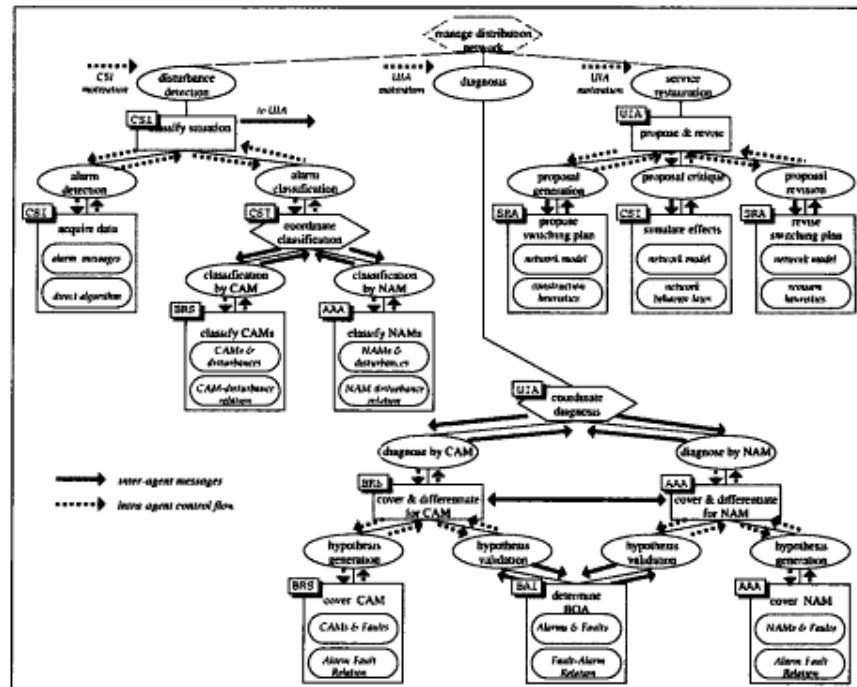 manage distribution
network
CSI
motivation
disturbance
detection
UIA
motivation
diagnosis
UIA
motivation
service
restauration
CSI
classify situation
to UIA
UIA
propose & revise
alarm
detection
alarm
classification
proposal
generation
proposal critique
proposal
revision
CSI
acquire data
alarm messages
direct algorithm
CSI
coordinate
classification
SRA
propose
switching plan
network model
construction
heuristics
CSI
simulate effects
network model
network
behavior laws
SRA
revise
switching plan
network model
heuristics
classification
by CAM
classification
by NAM
BRS
classify CAMs
CAMs &
disturbances
CAM-disturbance
relation
AAA
classify NAMs
NAMs &
disturbances
NAM disturbance
relation
UIA
coordinate
diagnosis
diagnose by CAM
diagnose by NAM
inter-agent messages
intra agent control flow
BRS
cover & differentiate
for CAM
AAA
cover & differentiate
for NAM
hypothesis
generation
hypothesis
validation
hypothesis
validation
hypothesis
generation
BRS
cover CAM
CAMs & Faults
Alarm Fault
Relation
BAI
determine
BOA
Alarms & Faults
Fault-Alarm
Relation
AAA
cover NAM
NAMs & Faults
Alarm Fault
Relation